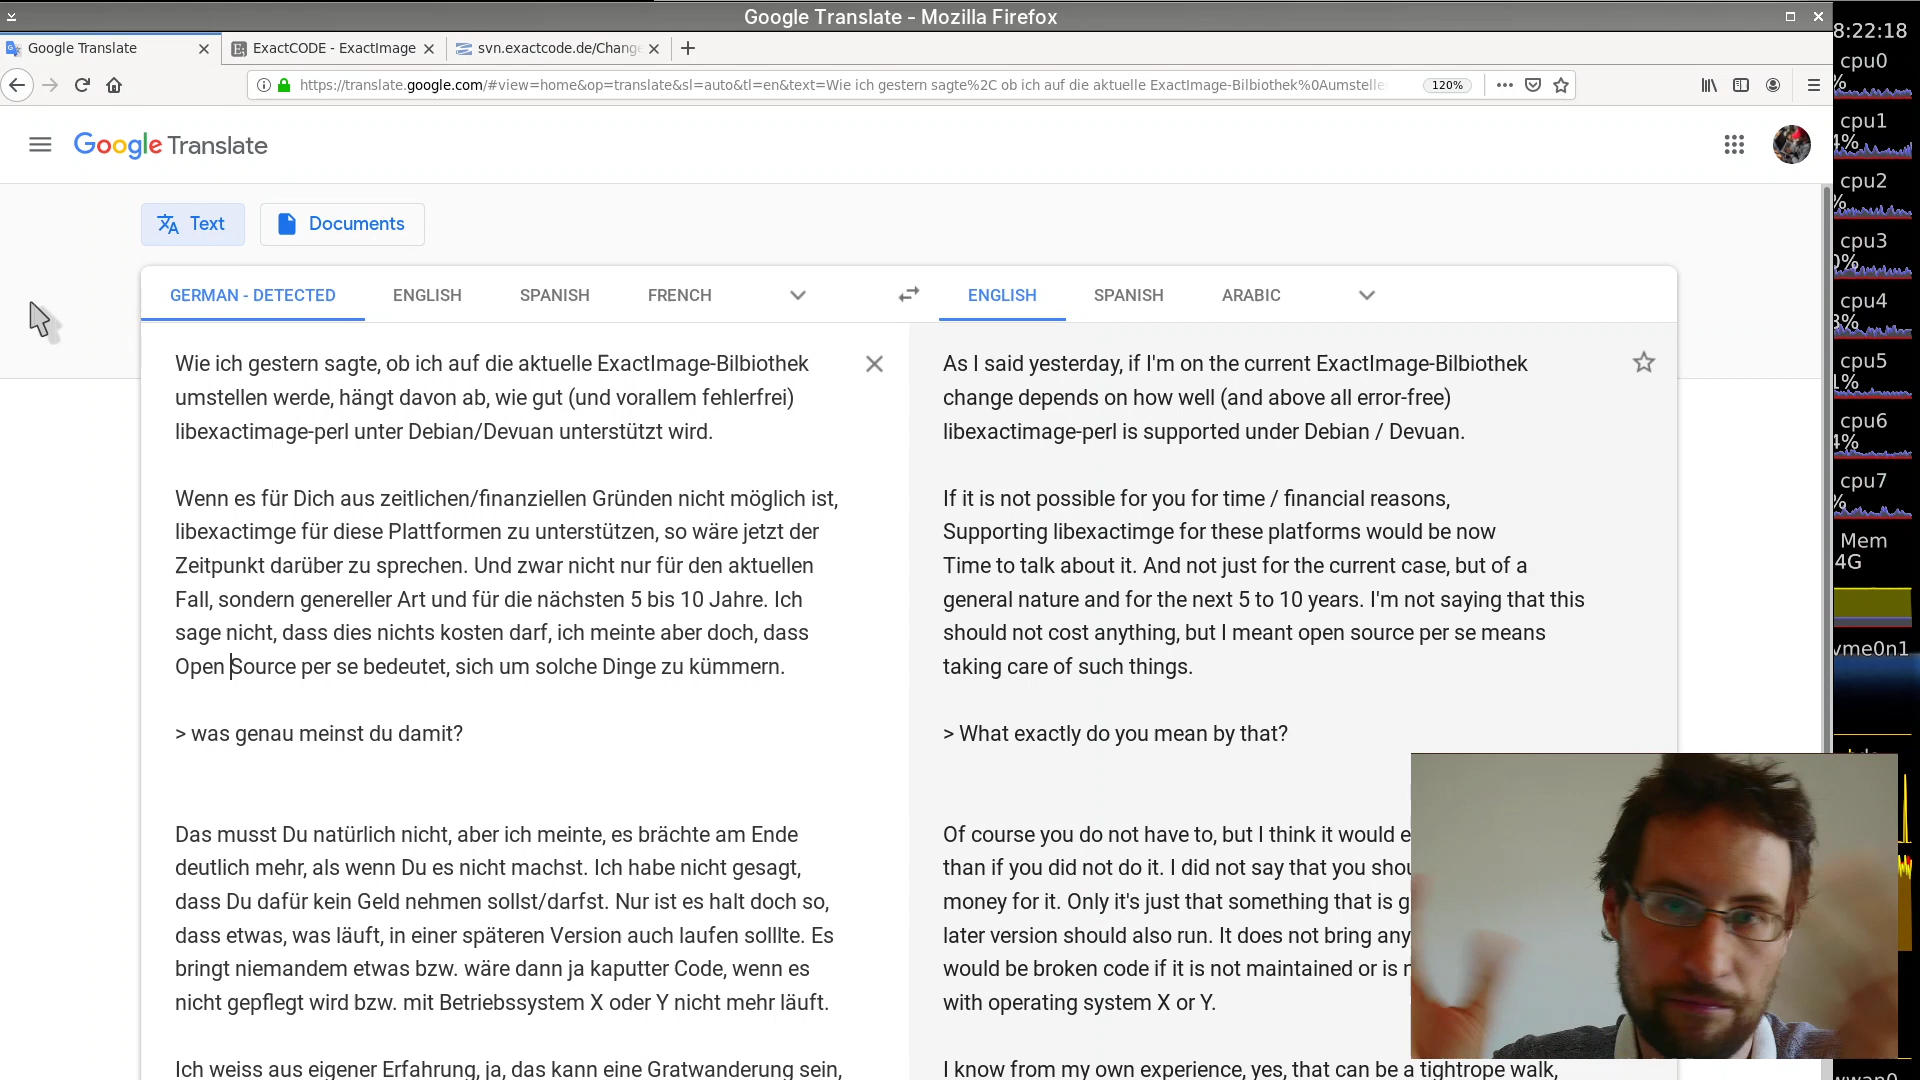 Google Translate - Mozilla Firefox
Google Translate
ExactCODE - ExactImage
svn.exactcode.de/Chang
https://translate.google.com/#view=home&op=translate&sl=auto&tl=en&text=Wie ich gestern sagte%2C ob ich auf die aktuelle ExactImage-Bilbiothek%0Aumstelle
120%
Google Translate
Text
Documents
GERMAN - DETECTED
ENGLISH
SPANISH
FRENCH
ENGLISH
SPANISH
ARABIC
Wie ich gestern sagte, ob ich auf die aktuelle ExactImage-Bilbiothek
umstellen werde, hängt davon ab, wie gut (und vorallem fehlerfrei)
libexactimage-perl unter Debian/Devuan unterstützt wird.
Wenn es für Dich aus zeitlichen/finanziellen Gründen nicht möglich ist,
libexactimge für diese Plattformen zu unterstützen, so wäre jetzt der
Zeitpunkt darüber zu sprechen. Und zwar nicht nur für den aktuellen
Fall, sondern genereller Art und für die nächsten 5 bis 10 Jahre. Ich
sage nicht, dass dies nichts kosten darf, ich meinte aber doch, dass
Open Source per se bedeutet, sich um solche Dinge zu kümmern.
> was genau meinst du damit?
Das musst Du natürlich nicht, aber ich meinte, es brächte am Ende
deutlich mehr, als wenn Du es nicht machst. Ich habe nicht gesagt,
dass Du dafür kein Geld nehmen sollst/darfst. Nur ist es halt doch so,
dass etwas, was läuft, in einer späteren Version auch laufen solllte. Es
bringt niemandem etwas bzw. wäre dann ja kaputter Code, wenn es
nicht gepflegt wird bzw. mit Betriebssystem X oder Y nicht mehr läuft.
Ich weiss aus eigener Erfahrung, ja, das kann eine Gratwanderung sein,
As I said yesterday, if I'm on the current ExactImage-Bilbiothek
change depends on how well (and above all error-free)
libexactimage-perl is supported under Debian / Devuan.
If it is not possible for you for time / financial reasons,
Supporting libexactimge for these platforms would be now
Time to talk about it. And not just for the current case, but of a
general nature and for the next 5 to 10 years. I'm not saying that this
should not cost anything, but I meant open source per se means
taking care of such things.
> What exactly do you mean by that?
Of course you do not have to, but I think it would e
than if you did not do it. I did not say that you shou
money for it. Only it's just that something that is g
later version should also run. It does not bring any
would be broken code if it is not maintained or is n
with operating system X or Y.
I know from my own experience, yes, that can be a tightrope walk,
8:22:18
cpu0
%
cpu1
4%
cpu2
%
cpu3
0%
cpu4
3%
cpu5
1%
cpu6
4%
cpu7
%
Mem
4G
vme0n1